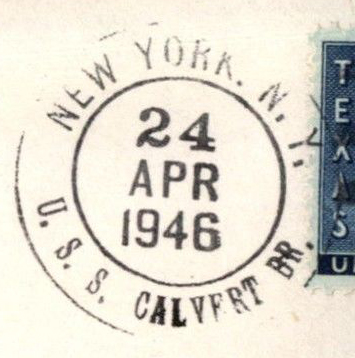 NEW YORK. N. Y.
24
APR
1946
U. S. S. CALVERT BR.
TEXAS
U